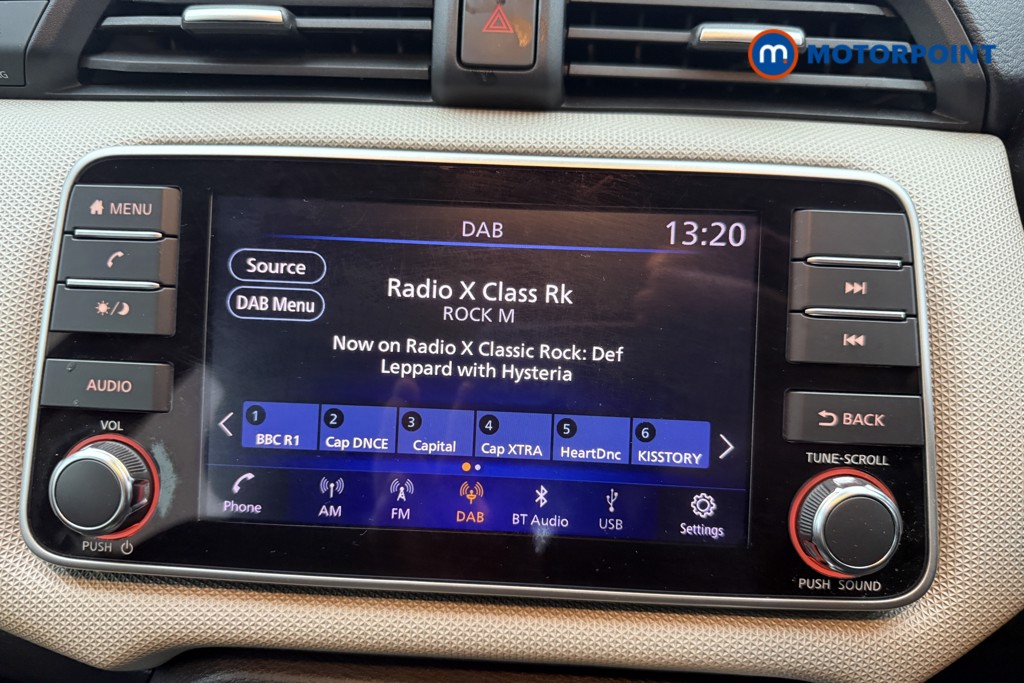 m MOTORPOINT
MENU
AUDIO
VOL
PUSH
DAB
13:20
Source
DAB Menu
Radio X Class Rk
ROCK M
Now on Radio X Classic Rock: Def
Leppard with Hysteria
1 BBC R1
2 Cap DNCE
3 Capital
4 Cap XTRA
5 HeartDnc
6 KISSTORY
Phone
AM
FM
DAB
BT Audio
USB
Settings
BACK
TUNE-SCROLL
PUSH SOUND